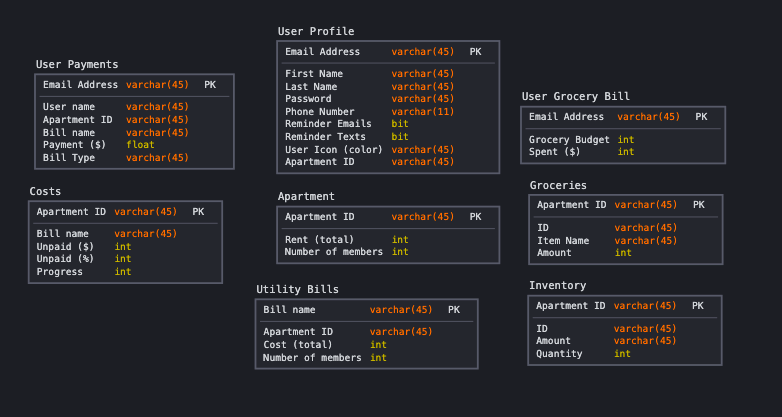 User Payments
Email Address varchar(45) PK
User name varchar(45)
Apartment ID varchar(45)
Bill name varchar(45)
Payment ($) float
Bill Type varchar(45)
Costs
Apartment ID varchar(45) PK
Bill name varchar(45)
Unpaid ($) int
Unpaid (%) int
Progress int
User Profile
Email Address varchar(45) PK
First Name varchar(45)
Last Name varchar(45)
Password varchar(45)
Phone Number varchar(11)
Reminder Emails bit
Reminder Texts bit
User Icon (color) varchar(45)
Apartment ID varchar(45)
Apartment
Apartment ID varchar(45) PK
Rent (total) int
Number of members int
Utility Bills
Bill name varchar(45) PK
Apartment ID varchar(45)
Cost (total) int
Number of members int
User Grocery Bill
Email Address varchar(45) PK
Grocery Budget int
Spent ($) int
Groceries
Apartment ID varchar(45) PK
ID varchar(45)
Item Name varchar(45)
Amount int
Inventory
Apartment ID varchar(45) PK
ID varchar(45)
Amount varchar(45)
Quantity int